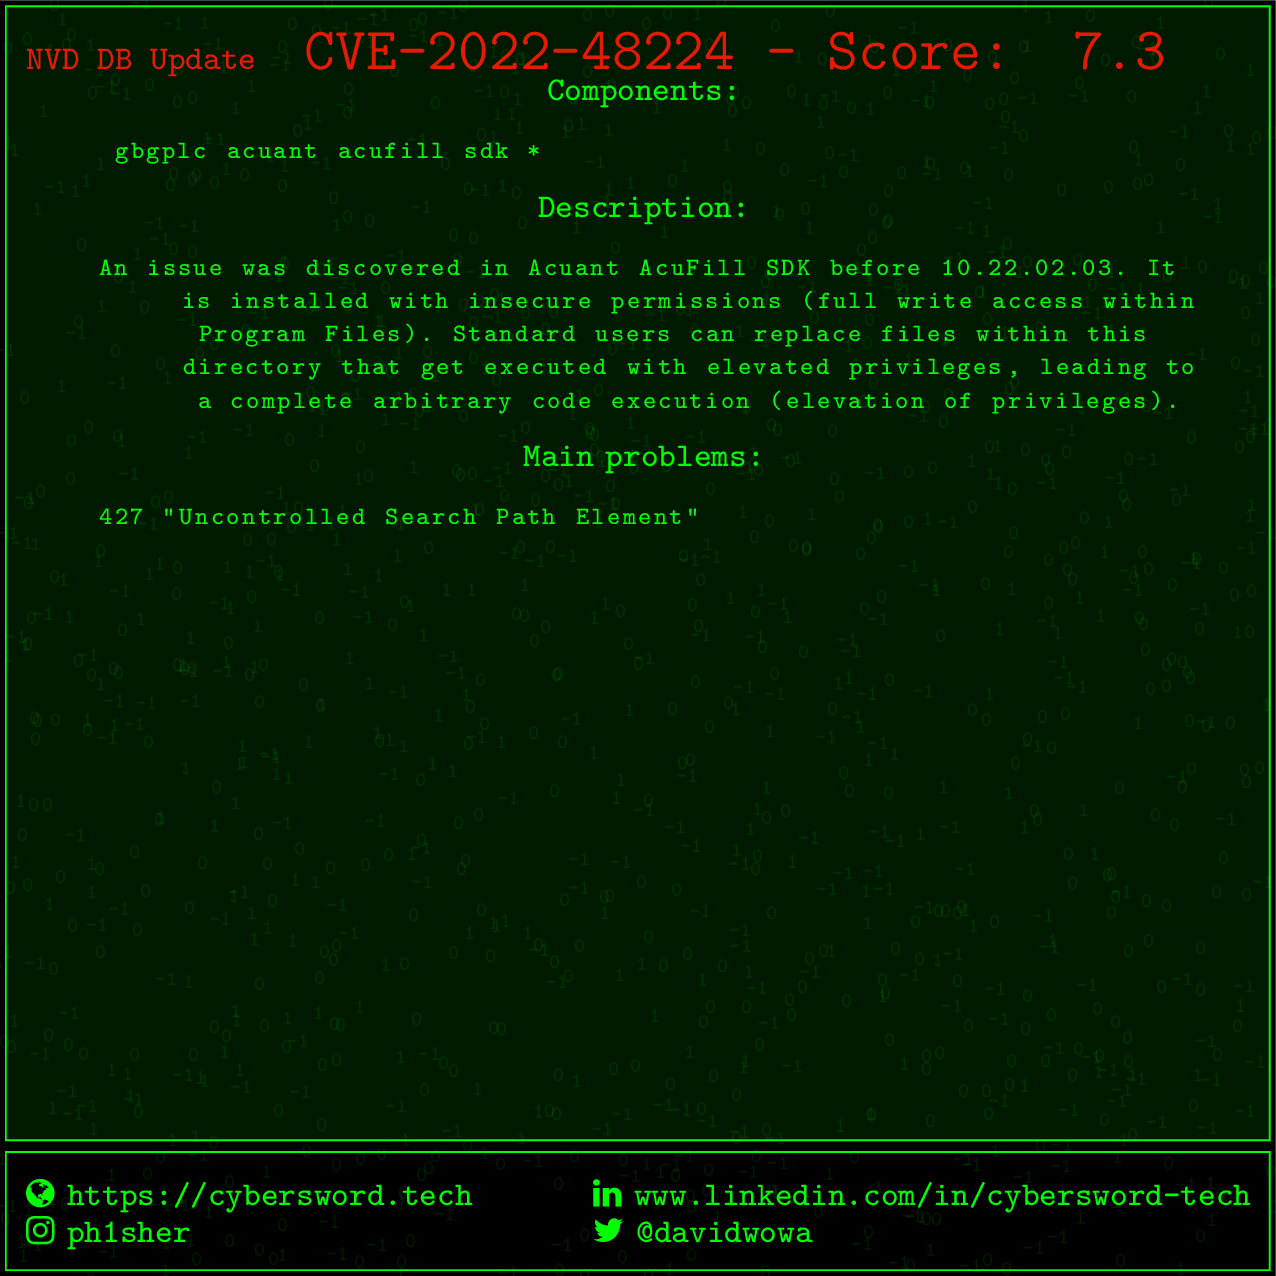 NVD DB Update CVE-2022-48224 - Score: 7.3
Components:
gbgplc acuant acufill sdk *
Description:
An issue was discovered in Acuant AcuFill SDK before 10.22.02.03. It
is installed with insecure permissions (full write access within
Program Files). Standard users can replace files within this
directory that get executed with elevated privileges, leading to
a complete arbitrary code execution (elevation of privileges).
Main problems:
427 "Uncontrolled Search Path Element"
https://cybersword.tech
www.linkedin.com/in/cybersword-tech
ph1sher
@davidwowa